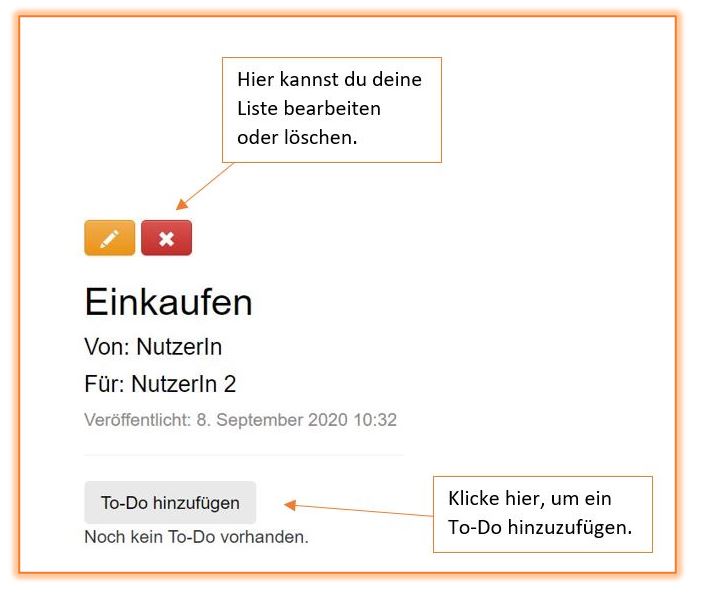 Hier kannst du deine
Liste bearbeiten
oder löschen.
Einkaufen
Von: NutzerIn
Für: NutzerIn 2
Veröffentlicht: 8. September 2020 10:32
To-Do hinzufügen
Klicke hier, um ein
To-Do hinzuzufügen.
Noch kein To-Do vorhanden.